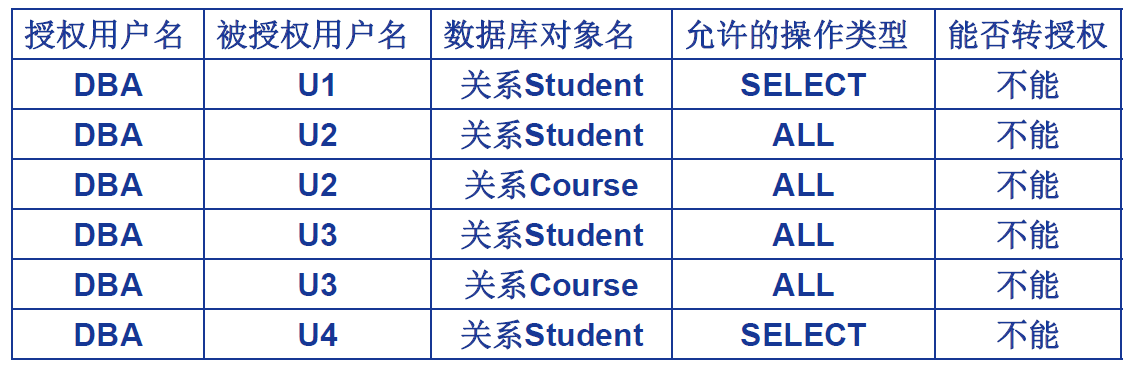 授权用户名 被授权用户名 数据库对象名 允许的操作类型 能否转授权
DBA U1 关系Student SELECT 不能
DBA U2 关系Student ALL 不能
DBA U2 关系Course ALL 不能
DBA U3 关系Student ALL 不能
DBA U3 关系Course ALL 不能
DBA U4 关系Student SELECT 不能